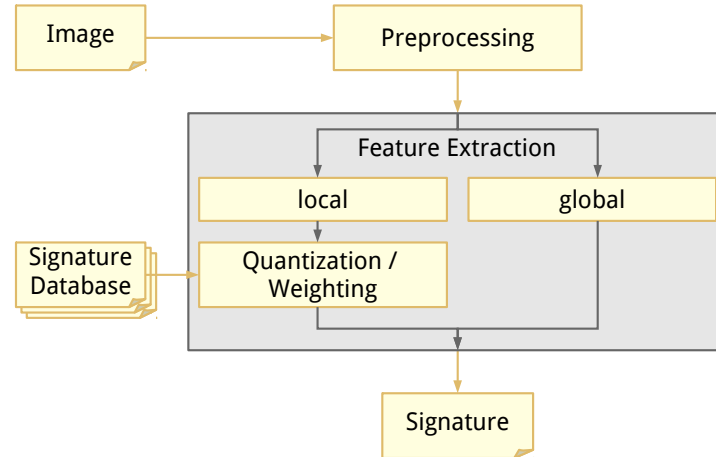 Image
Preprocessing
Feature Extraction
local
global
Signature
Database
Quantization /
Weighting
Signature